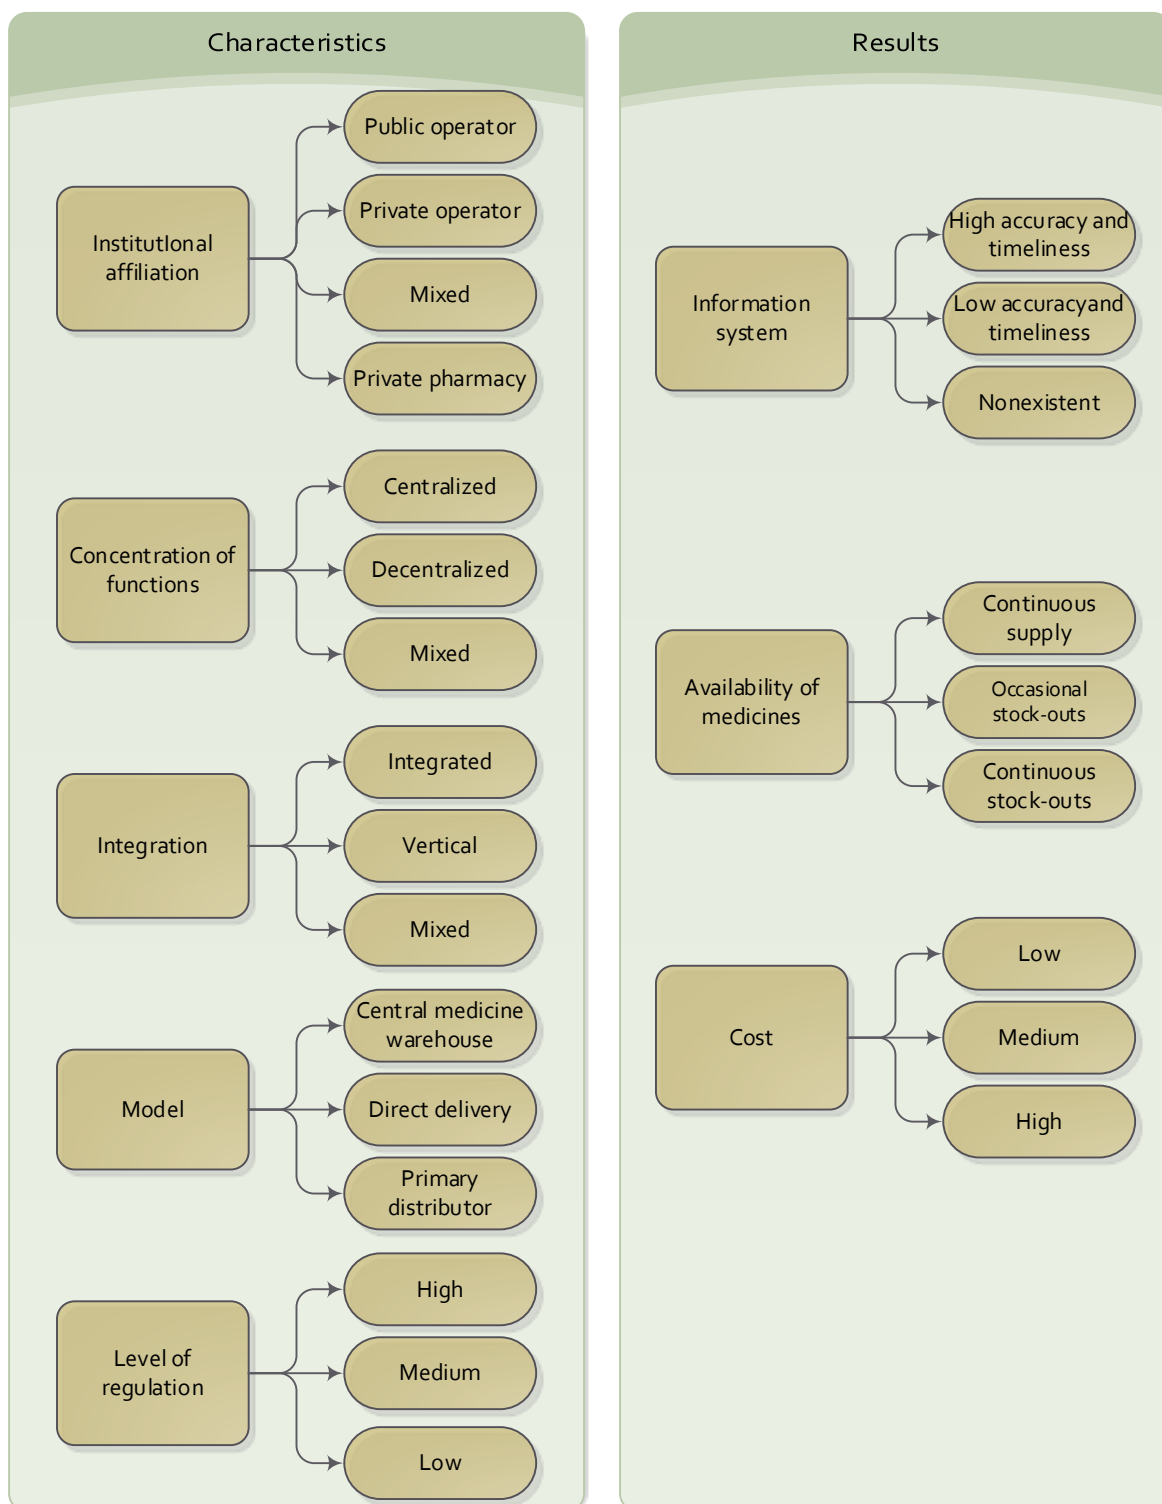 Characteristics
InstitutIonal
affiliation
Public operator
Private operator
Mixed
Private pharmacy
Concentration of
functions
Centralized
Decentralized
Mixed
Integration
Integrated
Vertical
Mixed
Model
Central medicine
warehouse
Direct delivery
Primary
distributor
Level of
regulation
High
Medium
Low
Results
Information
system
High accuracy and
timeliness
Low accuracyand
timeliness
Nonexistent
Availability of
medicines
Continuous
supply
Occasional
stock-outs
Continuous
stock-outs
Cost
Low
Medium
High